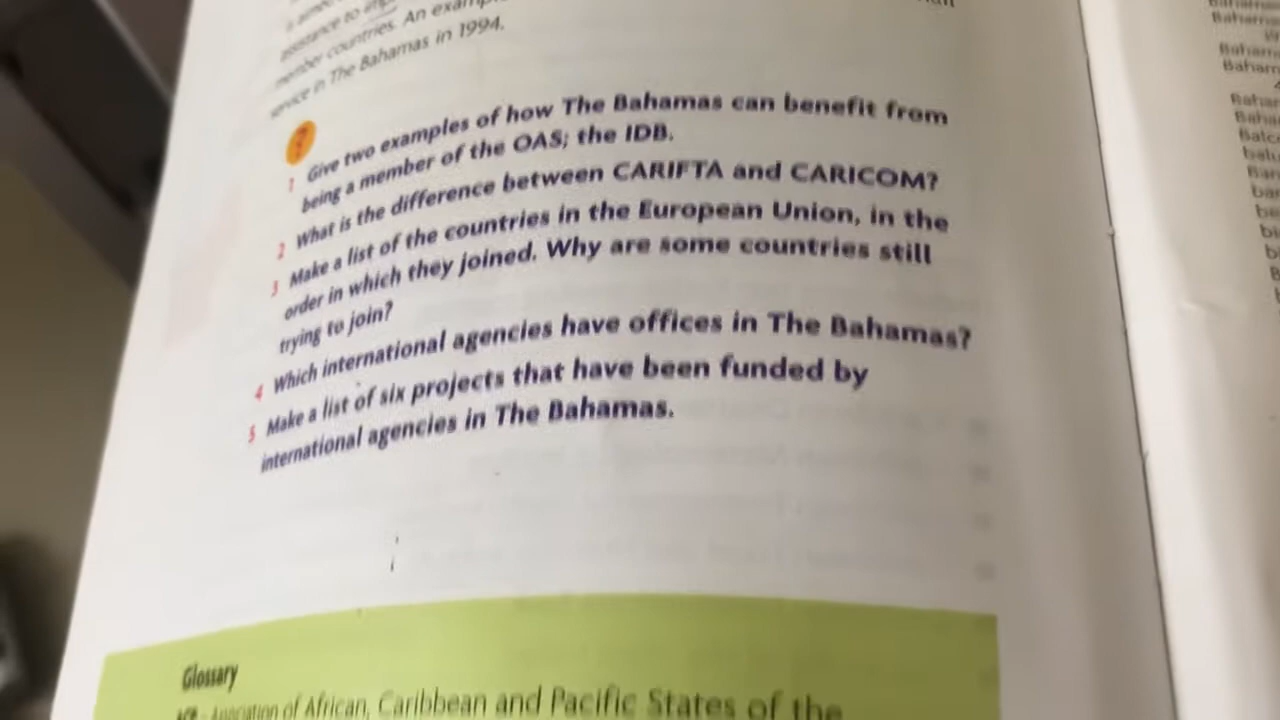 assistance to
member countries. An
service in The Bahamas in 1994.
?
1 Give two examples of how The Bahamas can benefit from
being a member of the OAS; the IDB.
2 What is the difference between CARIFTA and CARICOM?
3 Make a list of the countries in the European Union, in the
order in which they joined. Why are some countries still
trying to join?
4 Which international agencies have offices in The Bahamas?
5 Make a list of six projects that have been funded by
international agencies in The Bahamas.
Glossary
ACP - Association of African, Caribbean and Pacific States of the